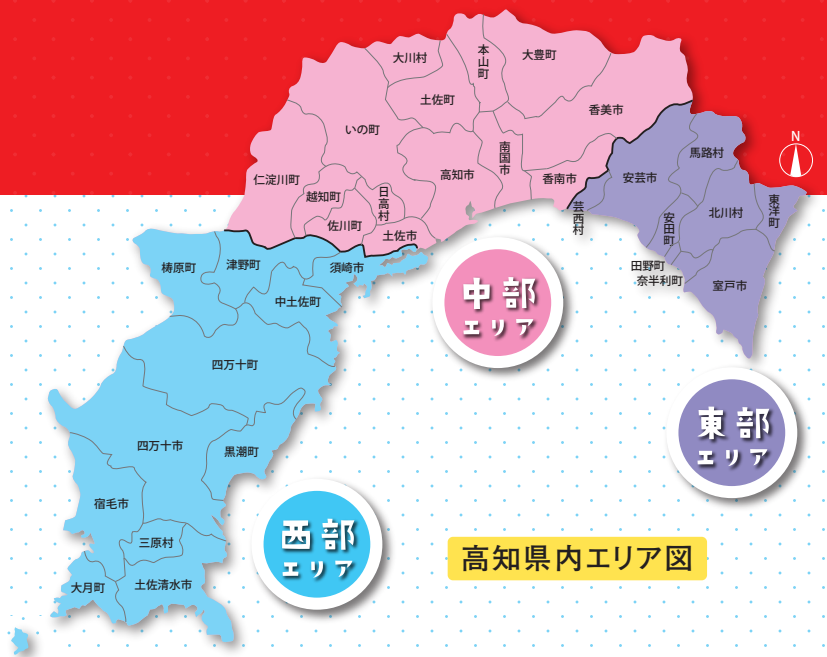 本山町
大豊町
大川村
土佐町
香美市
いの町
N
南国市
馬路村
高知市
仁淀川町
香南市
安芸市
越知町
日高村
東洋町
芸西村
北川村
佐川町
安田町
土佐市
津野町
須崎市
梼原町
田野町
奈半利町
室戸市
中土佐町
中部
エリア
四万十町
東部
エリア
四万十市
黒潮町
宿毛市
西部
エリア
三原村
高知県内エリア図
大月町
土佐清水市